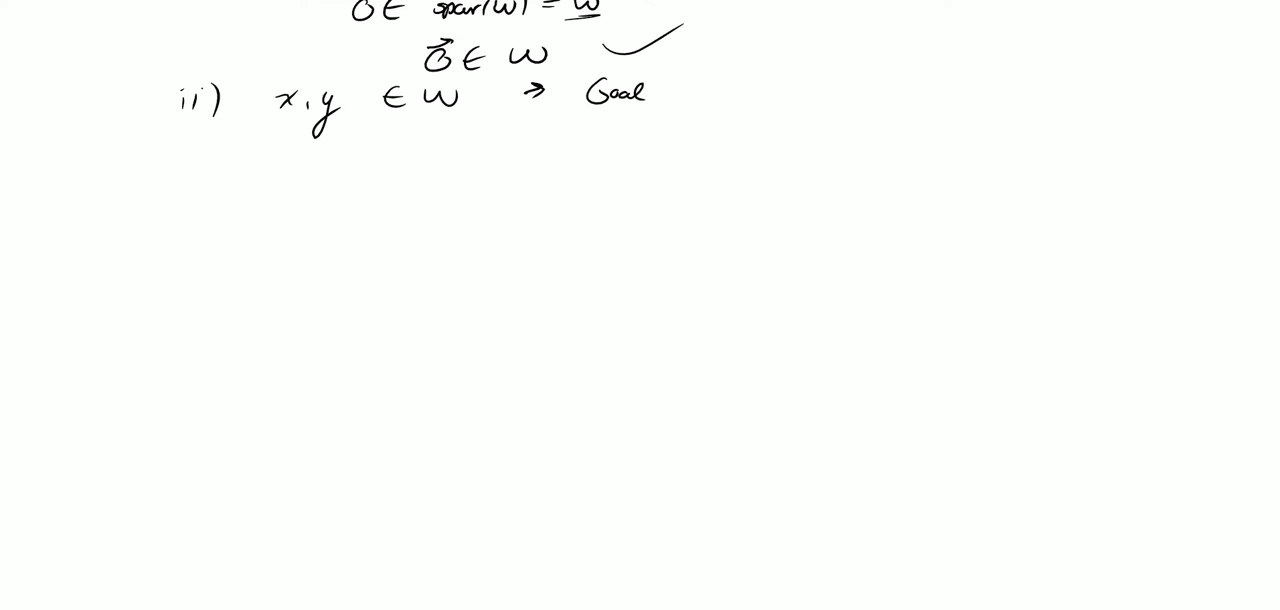 0 ∈ span(W) = W
0⃗ ∈ W ✓
ii) x, y ∈ W → Goal